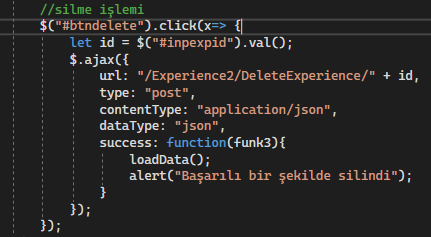 //silme işlemi
$("#btndelete").click(x=> {
let id = $("#inpexpid").val();
$.ajax({
url: "/Experience2/DeleteExperience/" + id,
type: "post",
contentType: "application/json",
dataType: "json",
success: function(funk3){
loadData();
alert("Başarılı bir şekilde silindi");
}
});
});